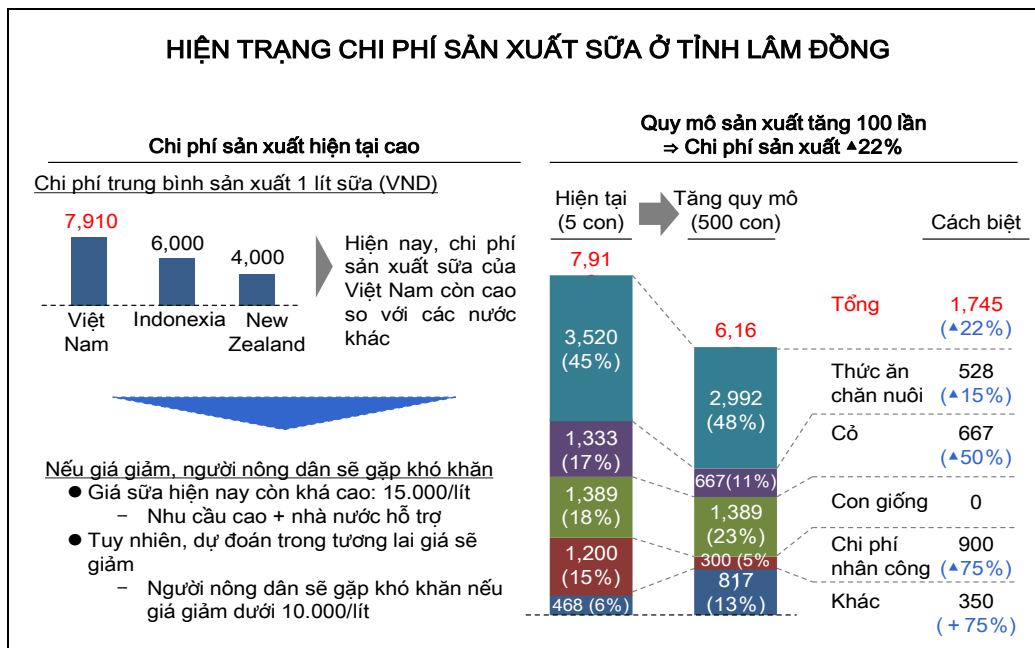 HIỆN TRẠNG CHI PHÍ SẢN XUẤT SỮA Ở TỈNH LÂM ĐỒNG
Chi phí sản xuất hiện tại cao
Chi phí trung bình sản xuất 1 lít sữa (VND)
7,910
6,000
4,000
Việt
Nam
Indonexia
New
Zealand
Hiện nay, chi phí
sản xuất sữa của
Việt Nam còn cao
so với các nước
khác
Nếu giá giảm, người nông dân sẽ gặp khó khăn
● Giá sữa hiện nay còn khá cao: 15.000/lít
− Nhu cầu cao + nhà nước hỗ trợ
● Tuy nhiên, dự đoán trong tương lai giá sẽ
giảm
− Người nông dân sẽ gặp khó khăn nếu
giá giảm dưới 10.000/lít
Quy mô sản xuất tăng 100 lần
⇒ Chi phí sản xuất ▲22%
Hiện tại
(5 con)
Tăng quy mô
(500 con)
Cách biệt
7,91
3,520
(45%)
1,333
(17%)
1,389
(18%)
1,200
(15%)
468 (6%)
6,16
2,992
(48%)
667(11%)
1,389
(23%)
300 (5%
817
(13%)
Tổng
1,745
(▲22%)
Thức ăn
chăn nuôi
528
(▲15%)
Cỏ
667
(▲50%)
Con giống
0
Chi phí
nhân công
900
(▲75%)
Khác
350
(+75%)